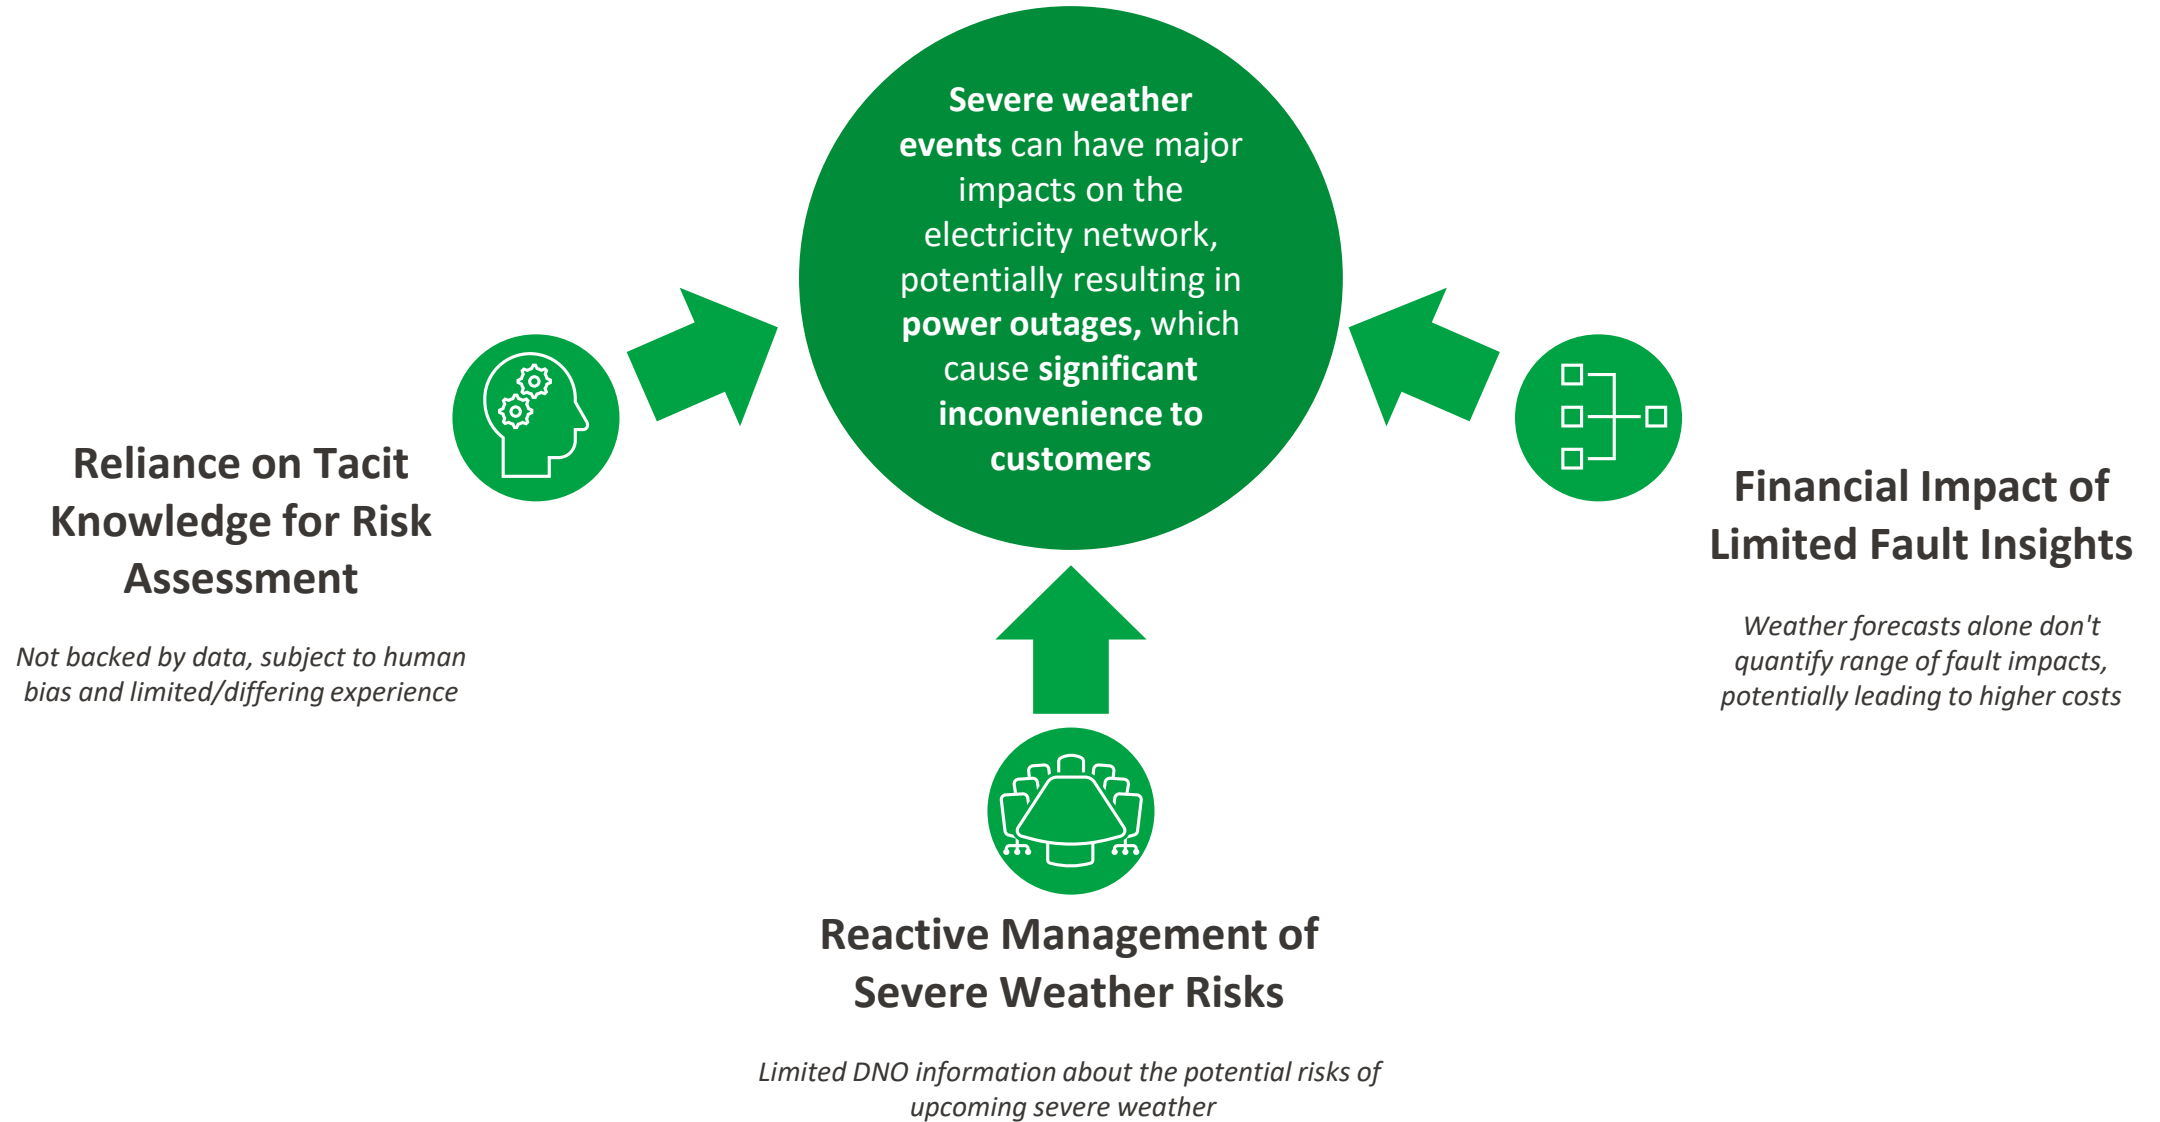 Severe weather
events can have major
impacts on the
electricity network,
potentially resulting in
power outages, which
cause significant
inconvenience to
customers
Reliance on Tacit
Knowledge for Risk
Assessment
Not backed by data, subject to human
bias and limited/differing experience
Financial Impact of
Limited Fault Insights
Weather forecasts alone don't
quantify range of fault impacts,
potentially leading to higher costs
Reactive Management of
Severe Weather Risks
Limited DNO information about the potential risks of
upcoming severe weather